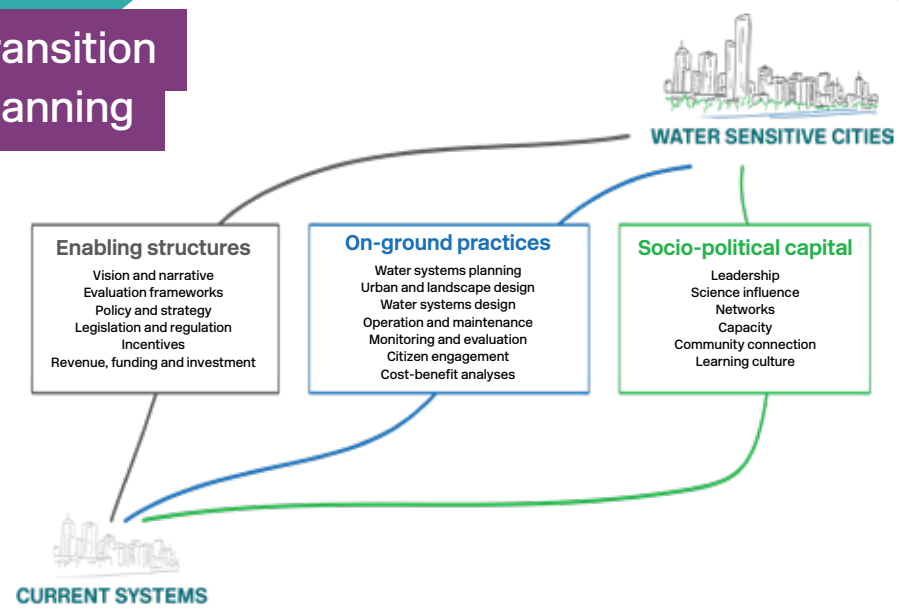 ransition
anning
WATER SENSITIVE CITIES
Enabling structures
Vision and narrative
Evaluation frameworks
Policy and strategy
Legislation and regulation
Incentives
Revenue, funding and investment
On-ground practices
Water systems planning
Urban and landscape design
Water systems design
Operation and maintenance
Monitoring and evaluation
Citizen engagement
Cost-benefit analyses
Socio-political capital
Leadership
Science influence
Networks
Capacity
Community connection
Learning culture
CURRENT SYSTEMS